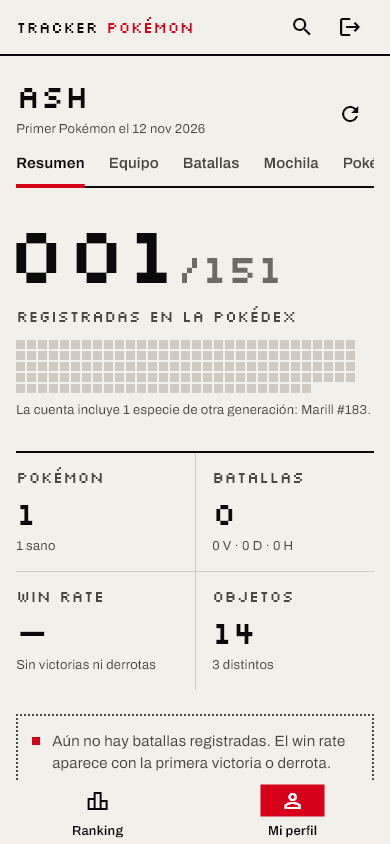 TRACKER POKÉMON
ASH
Primer Pokémon el 12 nov 2026
Resumen Equipo Batallas Mochila Poké
001/151
REGISTRADAS EN LA POKÉDEX
La cuenta incluye 1 especie de otra generación: Marill #183.
POKÉMON BATALLAS
1 0
1 sano 0 V · 0 D · 0 H
WIN RATE OBJETOS
— 14
Sin victorias ni derrotas 3 distintos
Aún no hay batallas registradas. El win rate
aparece con la primera victoria o derrota.
Ranking Mi perfil